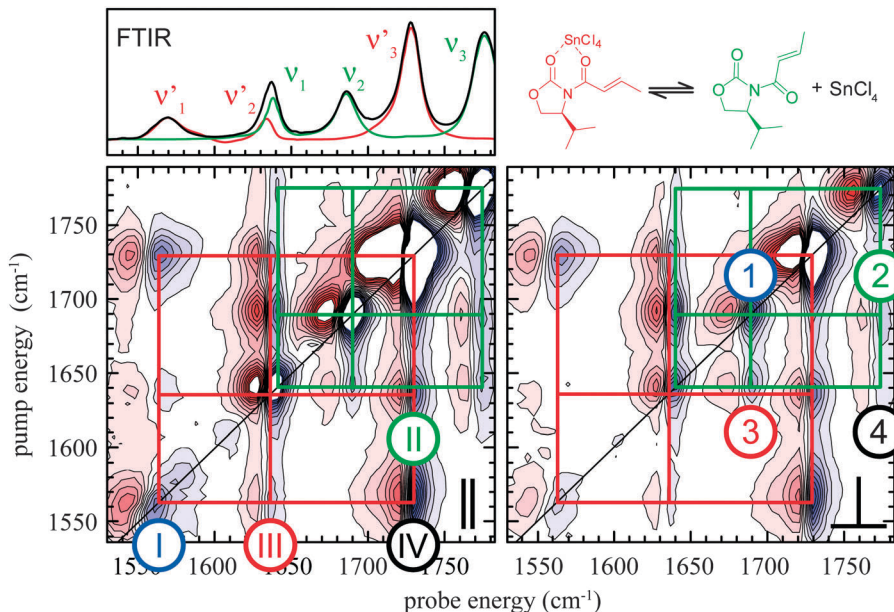 FTIR
ν'₁
ν'₂
ν₁
ν₂
ν'₃
ν₃
SnCl₄
O
O
O
N
O
O
N
O
+ SnCl₄
pump energy (cm⁻¹)
1750
1700
1650
1600
1550
1
2
II
3
4
I
III
IV
1550
1600
1650
1700
1750
1550
1600
1650
1700
1750
probe energy (cm⁻¹)